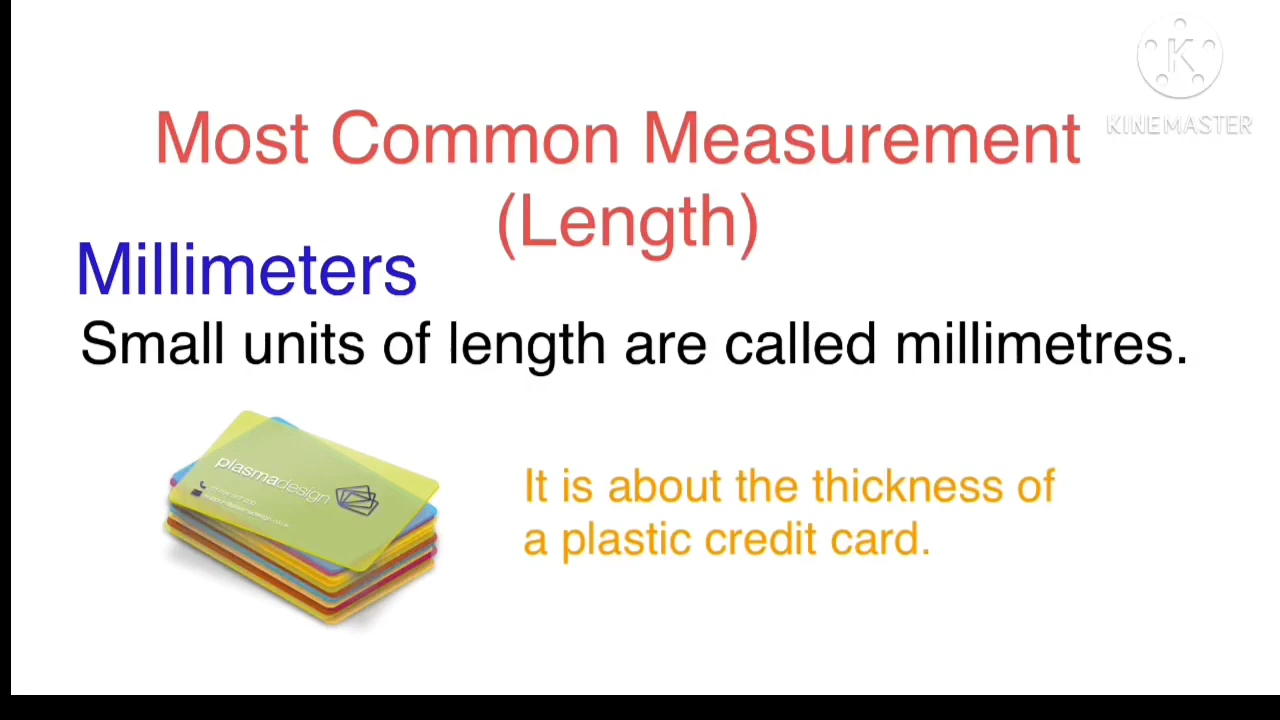 KINEMASTER
Most Common Measurement
(Length)
Millimeters
Small units of length are called millimetres.
plasmadesign
It is about the thickness of
a plastic credit card.